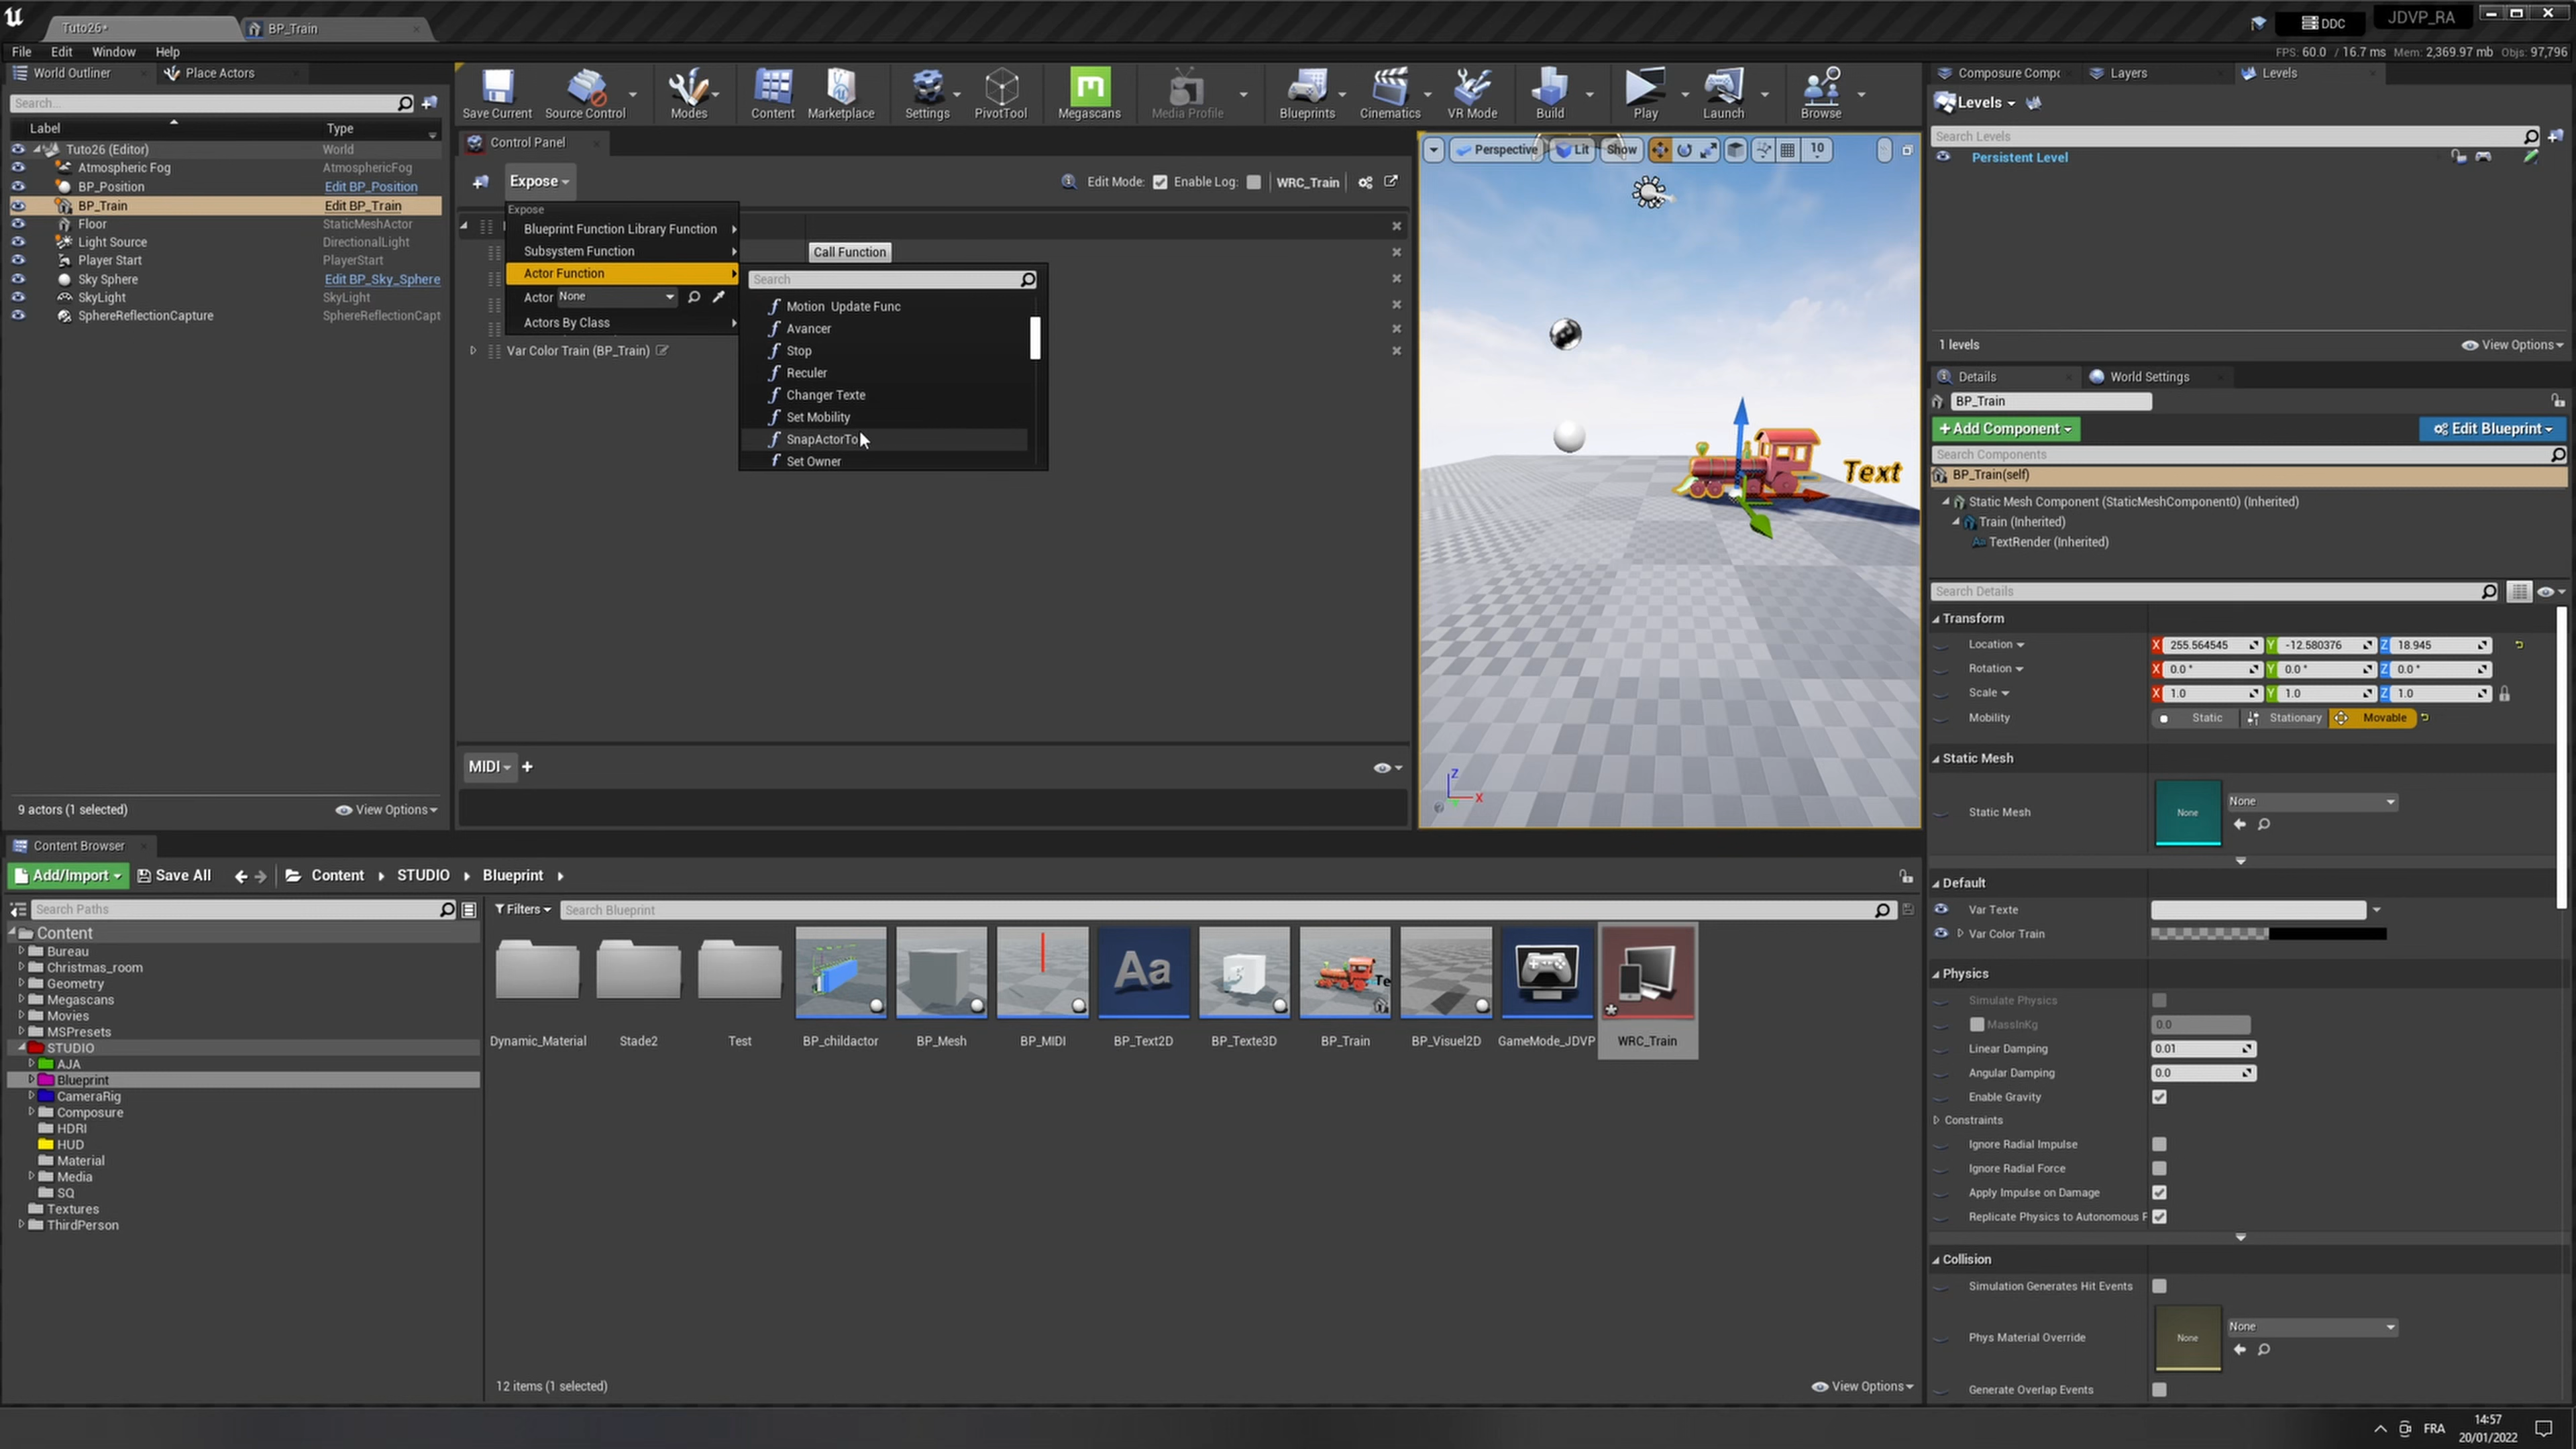 Tuto26•
BP_Train
DDC
JDVP_RA
File Edit Window Help
FPS: 60.0 / 16.7 ms Mem: 2,369.97 mb Objs: 97,796
World Outliner
Place Actors
Search...
Label Type
Tuto26 (Editor) World
Atmospheric Fog AtmosphericFog
BP_Position Edit BP_Position
BP_Train Edit BP_Train
Floor StaticMeshActor
Light Source DirectionalLight
Player Start PlayerStart
Sky Sphere Edit BP_Sky_Sphere
SkyLight SkyLight
SphereReflectionCapture SphereReflectionCapt
9 actors (1 selected) View Options
Save Current Source Control Modes Content Marketplace Settings PivotTool Megascans Media Profile Blueprints Cinematics VR Mode Build Play Launch Browse
Control Panel
Expose
Edit Mode: Enable Log: WRC_Train
Expose
Blueprint Function Library Function
Subsystem Function
Actor Function
Actor None
Actors By Class
Call Function
Search
f Motion Update Func
f Avancer
f Stop
f Reculer
f Changer Texte
f Set Mobility
f SnapActorTo
f Set Owner
Var Color Train (BP_Train)
MIDI +
Perspective Lit Show 10
Text
Z
X
Composure Compo
Layers
Levels
Levels
Search Levels
Persistent Level
1 levels View Options
Details
World Settings
BP_Train
+Add Component Edit Blueprint
Search Components
BP_Train(self)
Static Mesh Component (StaticMeshComponent0) (Inherited)
Train (Inherited)
TextRender (Inherited)
Search Details
Transform
Location X 255.564545 Y -12.580376 Z 18.945
Rotation X 0.0 ° Y 0.0 ° Z 0.0 °
Scale X 1.0 Y 1.0 Z 1.0
Mobility Static Stationary Movable
Static Mesh
Static Mesh None None
Default
Var Texte
Var Color Train
Physics
Simulate Physics
MassInKg 0.0
Linear Damping 0.01
Angular Damping 0.0
Enable Gravity
Constraints
Ignore Radial Impulse
Ignore Radial Force
Apply Impulse on Damage
Replicate Physics to Autonomous P
Collision
Simulation Generates Hit Events
Phys Material Override None None
Generate Overlap Events
Content Browser
Add/Import Save All Content STUDIO Blueprint
Search Paths
Filters Search Blueprint
Content
Bureau
Christmas_room
Geometry
Megascans
Movies
MSPresets
STUDIO
AJA
Blueprint
CameraRig
Composure
HDRI
HUD
Material
Media
SQ
Textures
ThirdPerson
Aa
Te
Dynamic_Material Stade2 Test BP_childactor BP_Mesh BP_MIDI BP_Text2D BP_Texte3D BP_Train BP_Visuel2D GameMode_JDVP WRC_Train
12 items (1 selected) View Options
FRA
14:57
20/01/2022